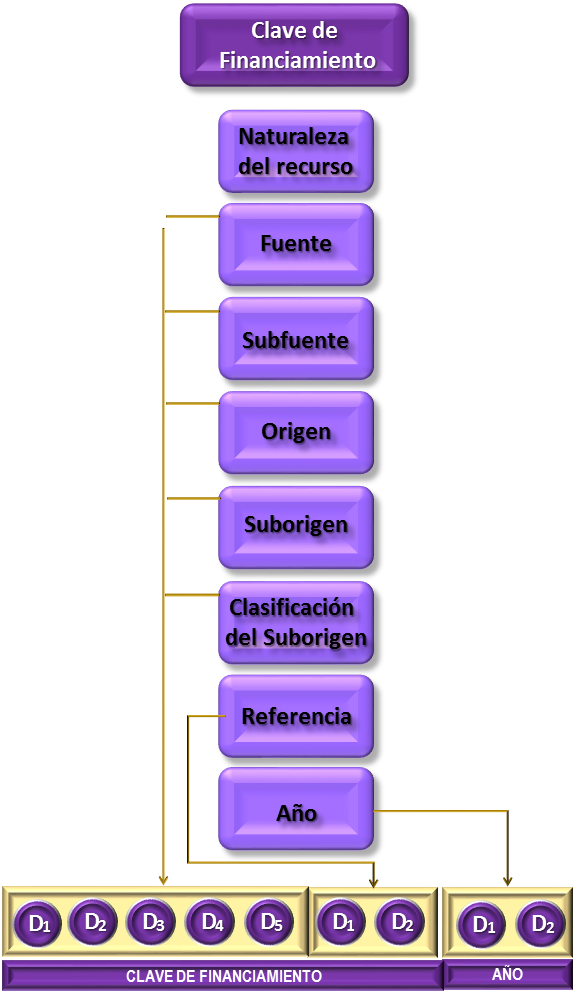 Clave de
Financiamiento
Naturaleza
del recurso
Fuente
Subfuente
Origen
Suborigen
Clasificación
del Suborigen
Referencia
Año
D1 D2 D3 D4 D5 D1 D2 D1 D2
CLAVE DE FINANCIAMIENTO AÑO